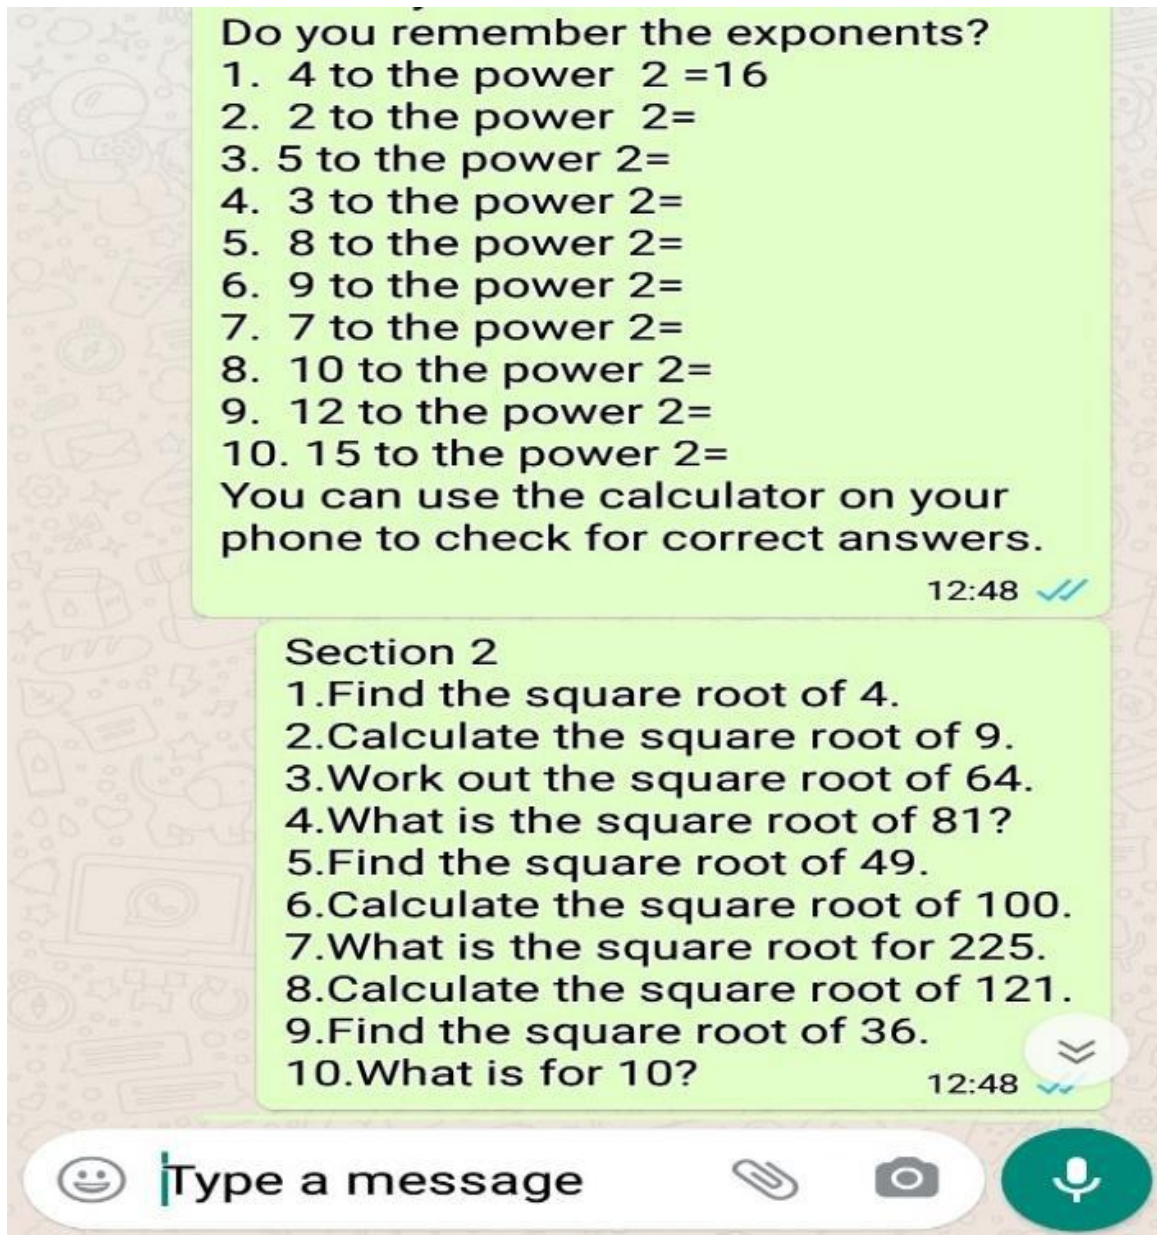 Do you remember the exponents?
1. 4 to the power 2 =16
2. 2 to the power 2=
3. 5 to the power 2=
4. 3 to the power 2=
5. 8 to the power 2=
6. 9 to the power 2=
7. 7 to the power 2=
8. 10 to the power 2=
9. 12 to the power 2=
10. 15 to the power 2=
You can use the calculator on your
phone to check for correct answers.
12:48
Section 2
1.Find the square root of 4.
2.Calculate the square root of 9.
3.Work out the square root of 64.
4.What is the square root of 81?
5.Find the square root of 49.
6.Calculate the square root of 100.
7.What is the square root for 225.
8.Calculate the square root of 121.
9.Find the square root of 36.
10.What is for 10?
12:48
Type a message